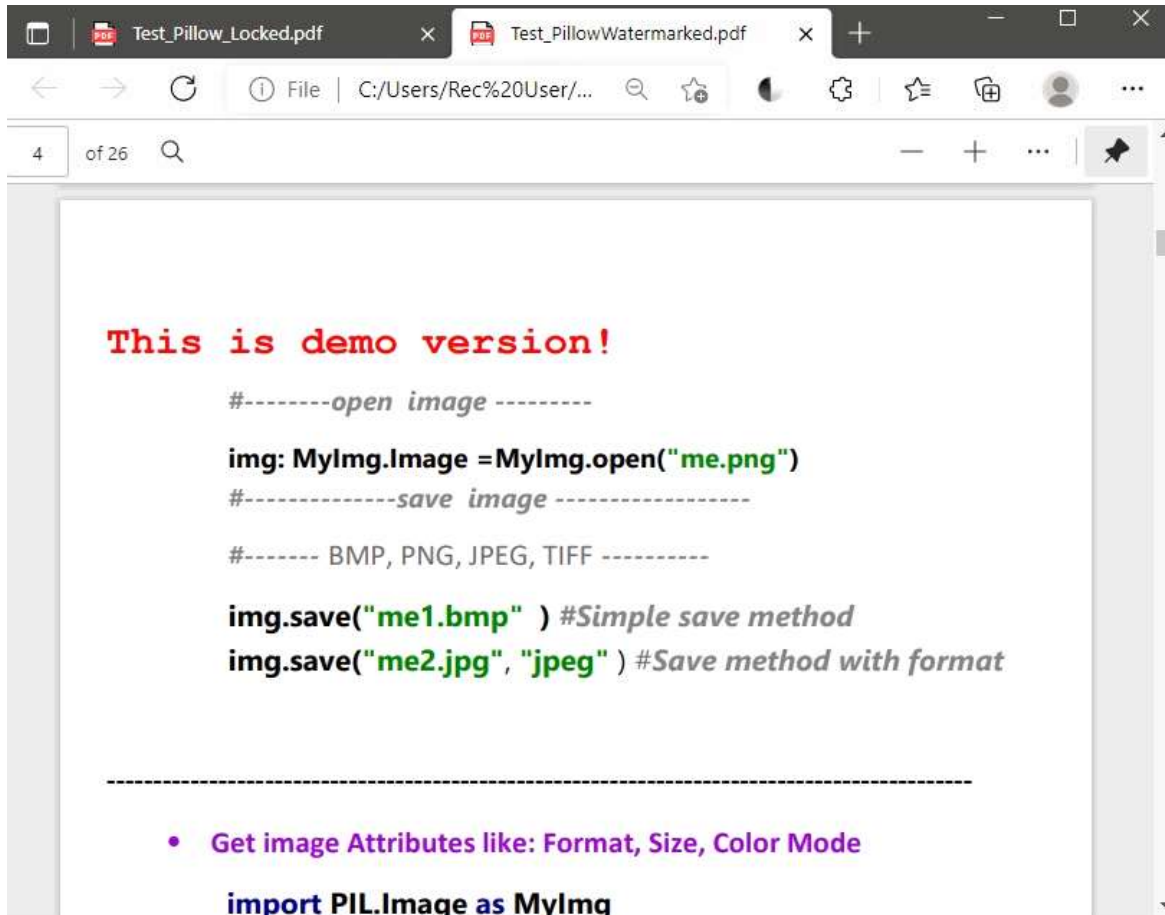 Test_Pillow_Locked.pdf Test_PillowWatermarked.pdf
File | C:/Users/Rec%20User/...
4 of 26
This is demo version!
#--------open image ---------
img: MyImg.Image =MyImg.open("me.png")
#--------------save image ------------------
#------- BMP, PNG, JPEG, TIFF ----------
img.save("me1.bmp" ) #Simple save method
img.save("me2.jpg", "jpeg" ) #Save method with format
--------------------------------------------------------------------------------------------
• Get image Attributes like: Format, Size, Color Mode
import PIL.Image as MyImg